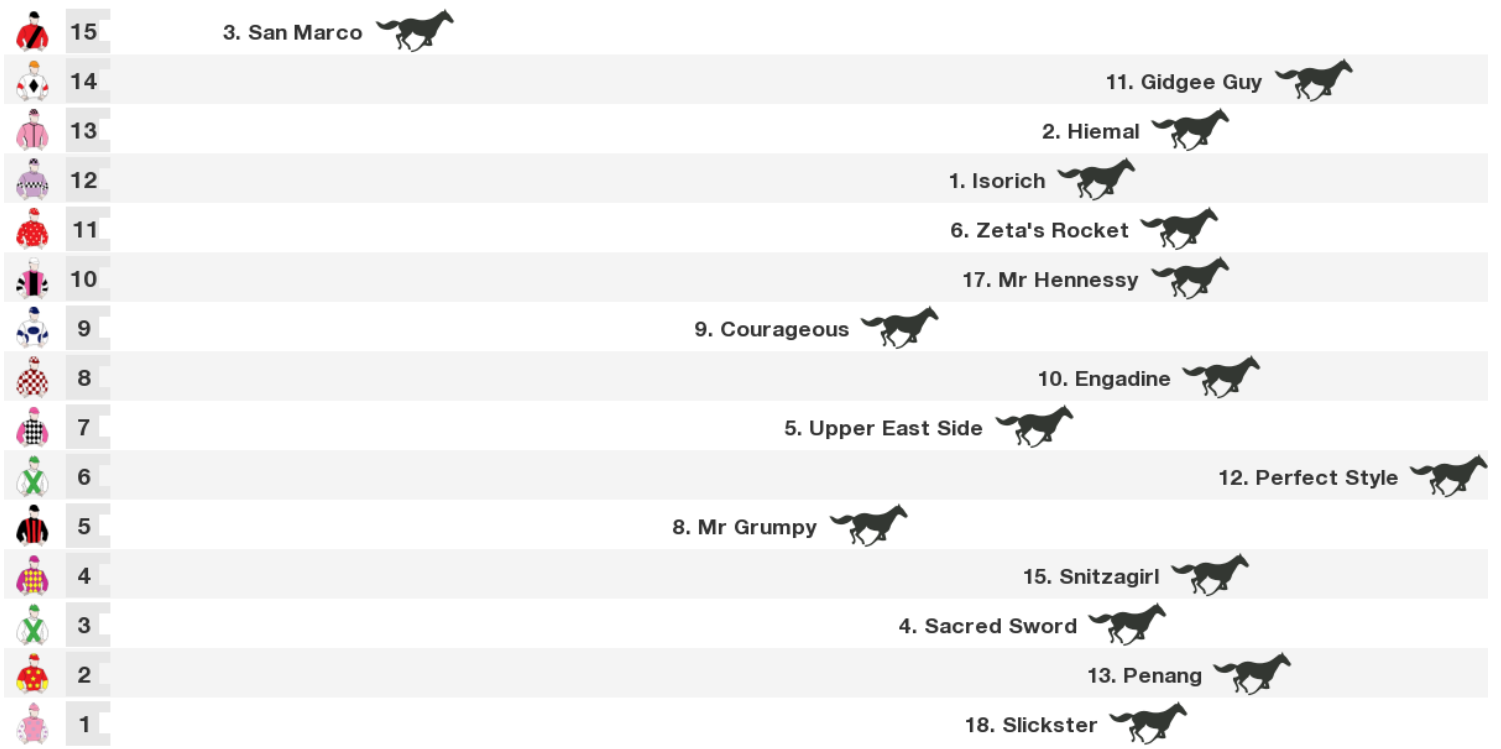 15 3. San Marco
14 11. Gidgee Guy
13 2. Hiemal
12 1. Isorich
11 6. Zeta's Rocket
10 17. Mr Hennessy
9 9. Courageous
8 10. Engadine
7 5. Upper East Side
6 12. Perfect Style
5 8. Mr Grumpy
4 15. Snitzagirl
3 4. Sacred Sword
2 13. Penang
1 18. Slickster